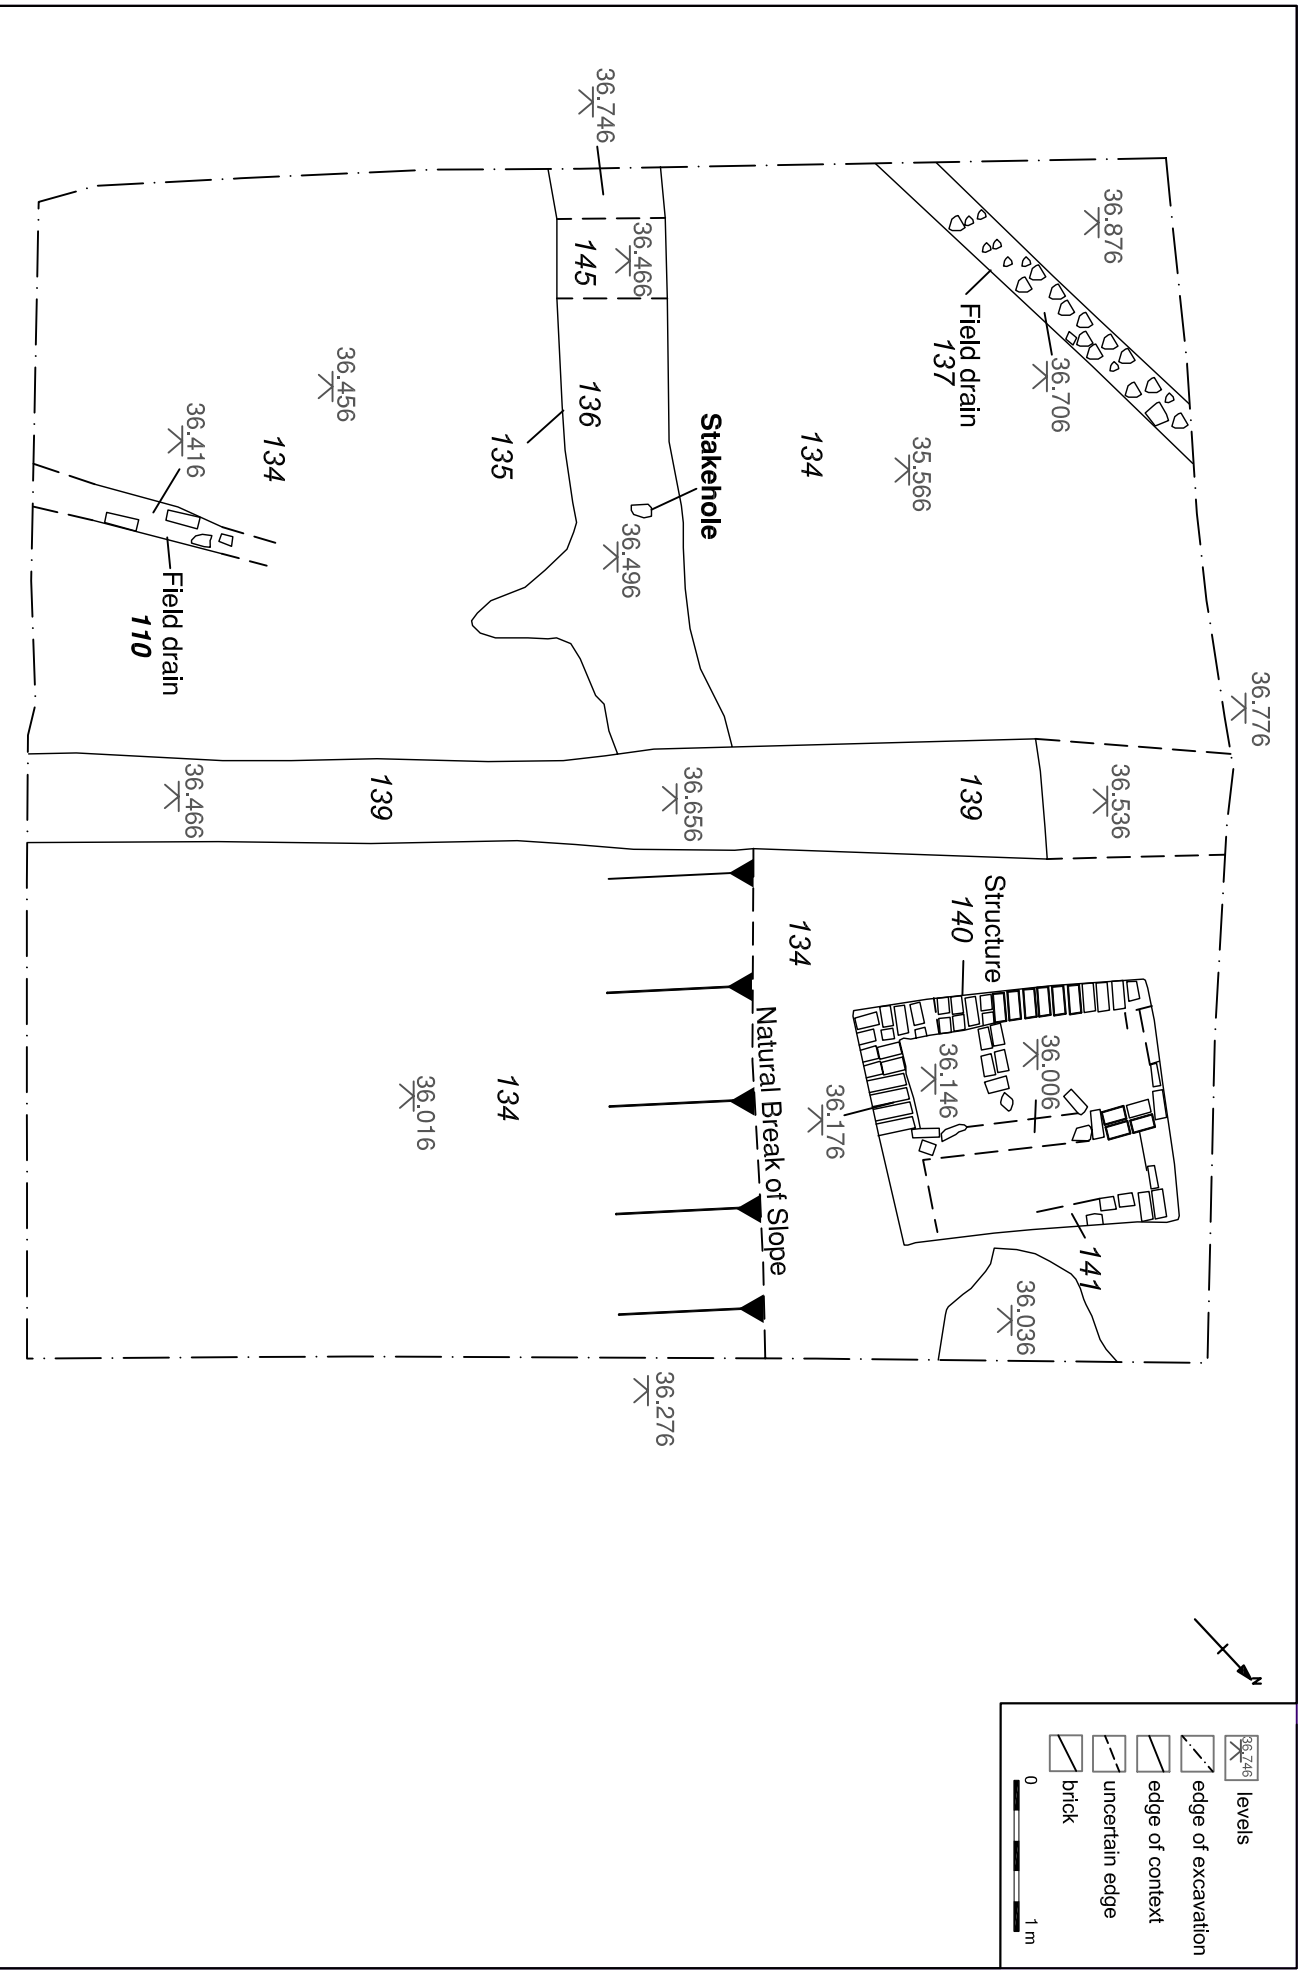 36.746
36.876
36.466
145
Field drain
137
36.706
36.456
136
134
35.566
36.416
134
135
Stakehole
36.496
Field drain
110
36.776
36.466
139
36.656
139
36.536
Structure
140
134
36.016
134
Natural Break of Slope
36.176
36.146
36.006
141
36.036
36.276
N
36.746
levels
edge of excavation
edge of context
uncertain edge
brick
0
1 m